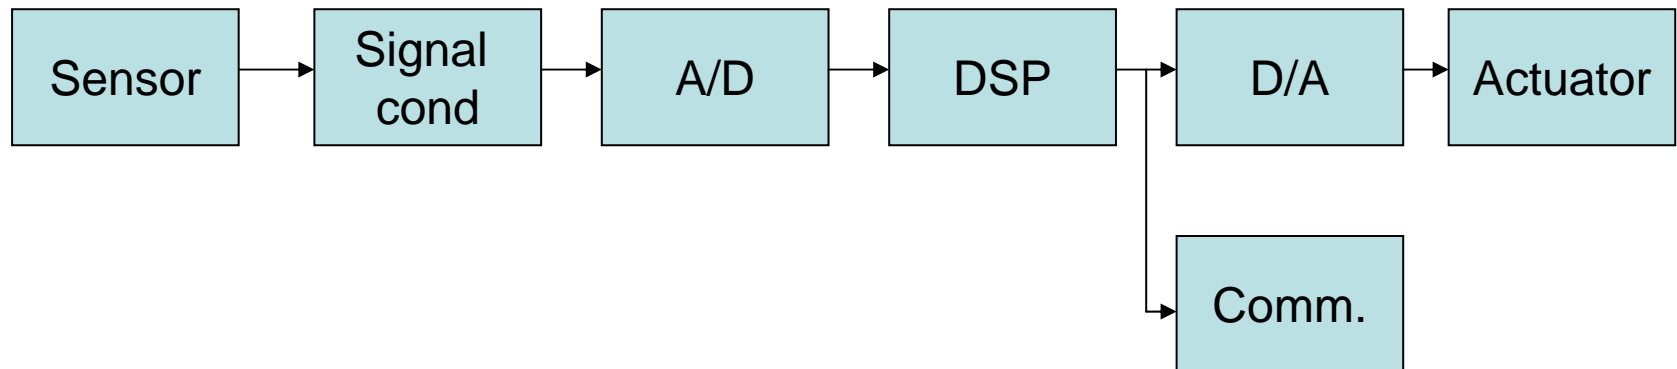 Sensor
Signal
cond
A/D
DSP
D/A
Actuator
Comm.